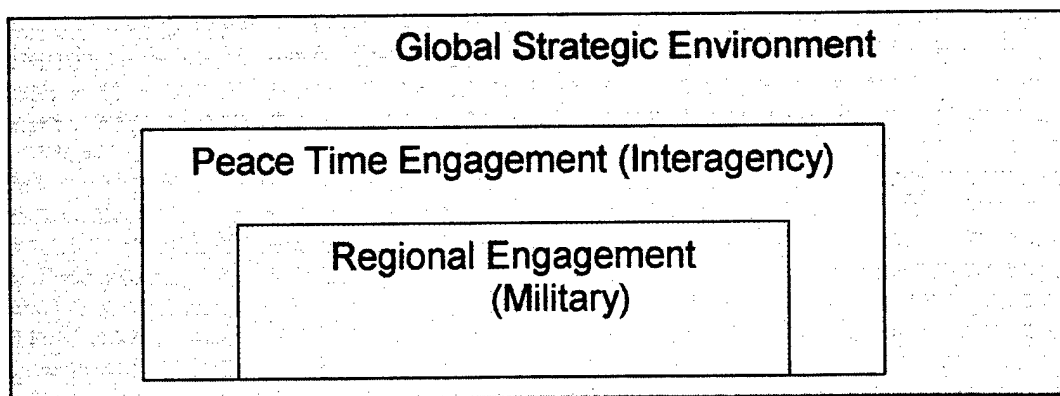 Global Strategic Environment
Peace Time Engagement (Interagency)
Regional Engagement
(Military)